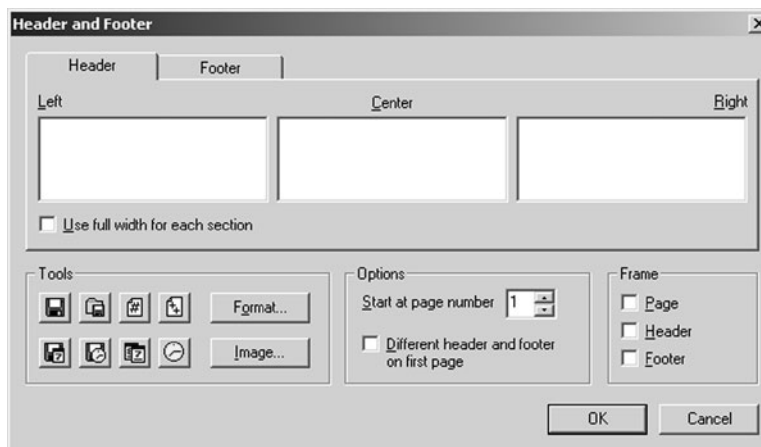 Header and Footer
Header Footer
Left Center Right
Use full width for each section
Tools Options Frame
Start at page number 1
Format...
Page
Different header and footer
on first page
Header
Image...
Footer
OK Cancel